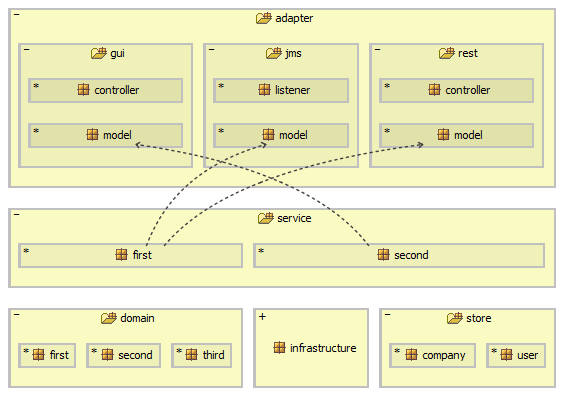 − adapter
− gui
* controller
* model
− jms
* listener
* model
− rest
* controller
* model
− service
* first
* second
− domain
* first
* second
* third
+ infrastructure
− store
* company
* user